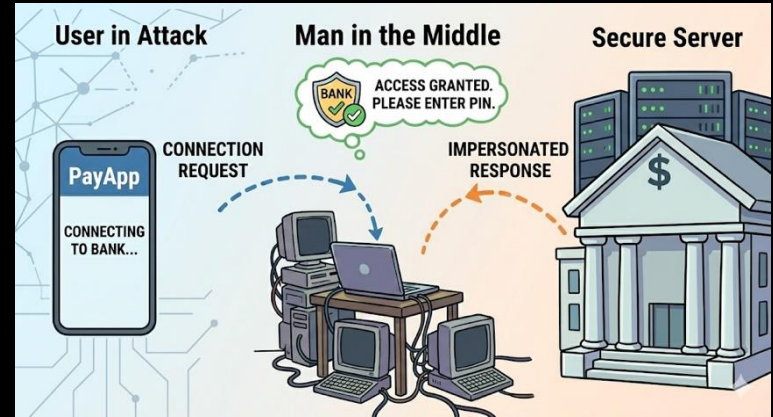 User in Attack
Man in the Middle
Secure Server
BANK
ACCESS GRANTED.
PLEASE ENTER PIN.
CONNECTION
REQUEST
IMPERSONATED
RESPONSE
PayApp
CONNECTING
TO BANK...
$